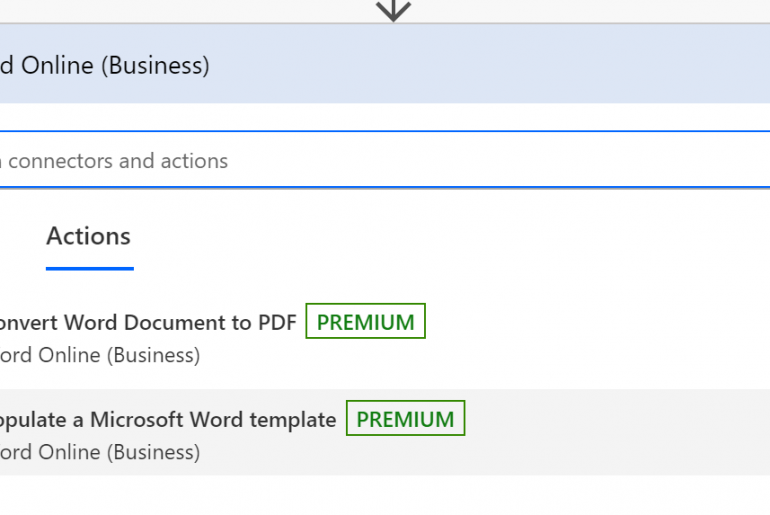 d Online (Business)
connectors and actions
Actions
onvert Word Document to PDF PREMIUM
ord Online (Business)
opulate a Microsoft Word template PREMIUM
ord Online (Business)